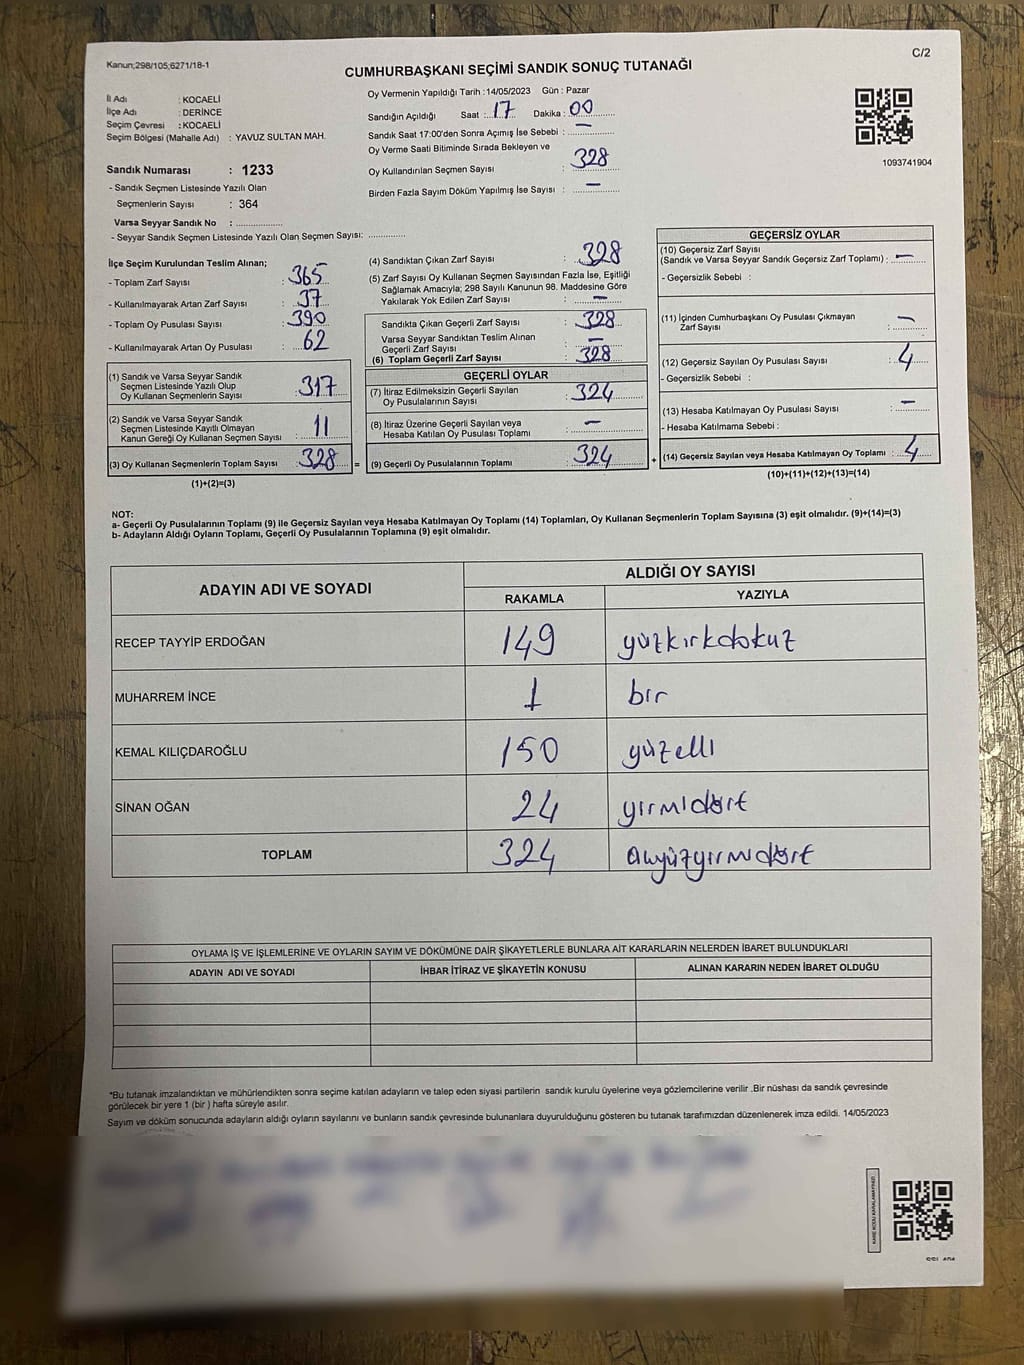 Kanun;298/105;6271/18-1
C/2
CUMHURBAŞKANI SEÇİMİ SANDIK SONUÇ TUTANAĞI
İl Adı : KOCAELİ
İlçe Adı : DERİNCE
Seçim Çevresi : KOCAELİ
Seçim Bölgesi (Mahalle Adı) : YAVUZ SULTAN MAH.
Sandık Numarası : 1233
- Sandık Seçmen Listesinde Yazılı Olan
Seçmenlerin Sayısı : 364
Varsa Seyyar Sandık No : ................
- Seyyar Sandık Seçmen Listesinde Yazılı Olan Seçmen Sayısı: .............
Oy Vermenin Yapıldığı Tarih :14/05/2023 Gün : Pazar
Sandığın Açıldığı Saat : 17 Dakika : 00
Sandık Saat 17:00'den Sonra Açımış İse Sebebi : —
Oy Verme Saati Bitiminde Sırada Bekleyen ve
Oy Kullandırılan Seçmen Sayısı : 328
Birden Fazla Sayım Döküm Yapılmış İse Sayısı : —
1093741904
İlçe Seçim Kurulundan Teslim Alınan;
- Toplam Zarf Sayısı : 365
- Kullanılmayarak Artan Zarf Sayısı : 37
- Toplam Oy Pusulası Sayısı : 390
- Kullanılmayarak Artan Oy Pusulası : 62
(1) Sandık ve Varsa Seyyar Sandık
Seçmen Listesinde Yazılı Olup
Oy Kullanan Seçmenlerin Sayısı : 317
(2) Sandık ve Varsa Seyyar Sandık
Seçmen Listesinde Kayıtlı Olmayan
Kanun Gereği Oy Kullanan Seçmen Sayısı : 11
(3) Oy Kullanan Seçmenlerin Toplam Sayısı : 328
(1)+(2)=(3)
(4) Sandıktan Çıkan Zarf Sayısı : 328
(5) Zarf Sayısı Oy Kullanan Seçmen Sayısından Fazla İse, Eşitliği
Sağlamak Amacıyla; 298 Sayılı Kanunun 98. Maddesine Göre
Yakılarak Yok Edilen Zarf Sayısı : —
Sandıkta Çıkan Geçerli Zarf Sayısı : 328
Varsa Seyyar Sandıktan Teslim Alınan
Geçerli Zarf Sayısı : —
(6) Toplam Geçerli Zarf Sayısı : 328
=
GEÇERLİ OYLAR
(7) İtiraz Edilmeksizin Geçerli Sayılan
Oy Pusulalarının Sayısı : 324
(8) İtiraz Üzerine Geçerli Sayılan veya
Hesaba Katılan Oy Pusulası Toplamı : —
(9) Geçerli Oy Pusulalarının Toplamı : 324
+
GEÇERSİZ OYLAR
(10) Geçersiz Zarf Sayısı
(Sandık ve Varsa Seyyar Sandık Geçersiz Zarf Toplamı) : —
- Geçersizlik Sebebi :
(11) İçinden Cumhurbaşkanı Oy Pusulası Çıkmayan
Zarf Sayısı : —
(12) Geçersiz Sayılan Oy Pusulası Sayısı : 4
- Geçersizlik Sebebi :
(13) Hesaba Katılmayan Oy Pusulası Sayısı : —
- Hesaba Katılmama Sebebi :
(14) Geçersiz Sayılan veya Hesaba Katılmayan Oy Toplamı : 4
(10)+(11)+(12)+(13)=(14)
NOT:
a- Geçerli Oy Pusulalarının Toplamı (9) ile Geçersiz Sayılan veya Hesaba Katılmayan Oy Toplamı (14) Toplamları, Oy Kullanan Seçmenlerin Toplam Sayısına (3) eşit olmalıdır. (9)+(14)=(3)
b- Adayların Aldığı Oyların Toplamı, Geçerli Oy Pusulalarının Toplamına (9) eşit olmalıdır.
ADAYIN ADI VE SOYADI
ALDIĞI OY SAYISI
RAKAMLA YAZIYLA
RECEP TAYYİP ERDOĞAN 149 yüzkırkdokuz
MUHARREM İNCE 1 bir
KEMAL KILIÇDAROĞLU 150 yüzelli
SİNAN OĞAN 24 yirmidört
TOPLAM 324 üçyüzyirmidört
OYLAMA İŞ VE İŞLEMLERİNE VE OYLARIN SAYIM VE DÖKÜMÜNE DAİR ŞİKAYETLERLE BUNLARA AİT KARARLARIN NELERDEN İBARET BULUNDUKLARI
ADAYIN ADI VE SOYADI İHBAR İTİRAZ VE ŞİKAYETİN KONUSU ALINAN KARARIN NEDEN İBARET OLDUĞU
*Bu tutanak imzalandıktan ve mühürlendikten sonra seçime katılan adayların ve talep eden siyasi partilerin sandık kurulu üyelerine veya gözlemcilerine verilir .Bir nüshası da sandık çevresinde
görülecek bir yere 1 (bir ) hafta süreyle asılır.
Sayım ve döküm sonucunda adayların aldığı oyların sayılarını ve bunların sandık çevresinde bulunanlara duyurulduğunu gösteren bu tutanak tarafımızdan düzenlenerek imza edildi. 14/05/2023